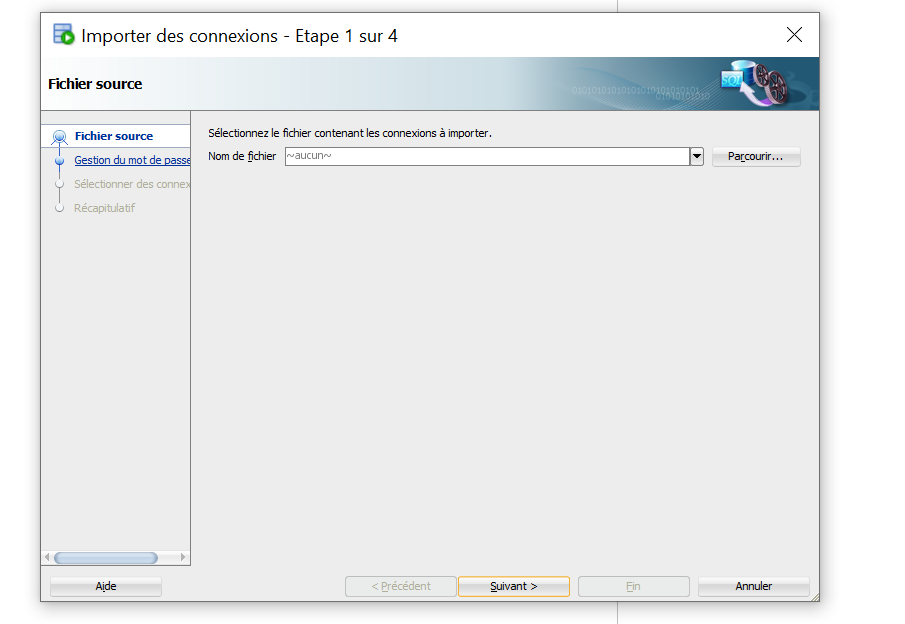 Importer des connexions - Etape 1 sur 4
Fichier source
SQL
Fichier source
Gestion du mot de passe
Sélectionner des connex
Récapitulatif
Sélectionnez le fichier contenant les connexions à importer.
Nom de fichier ~aucun~ Parcourir...
Aide < Précédent Suivant > Fin Annuler